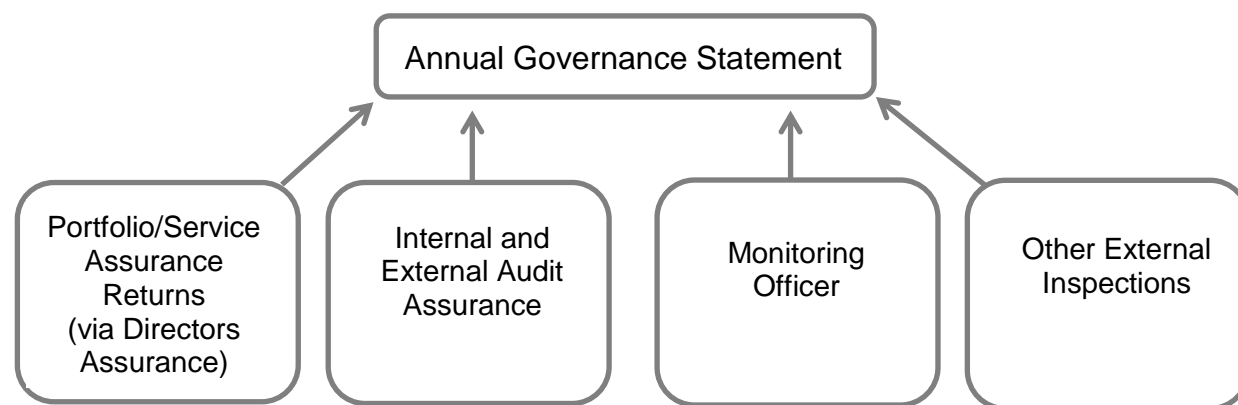 Annual Governance Statement
Portfolio/Service
Assurance
Returns
(via Directors
Assurance)
Internal and
External Audit
Assurance
Monitoring
Officer
Other External
Inspections